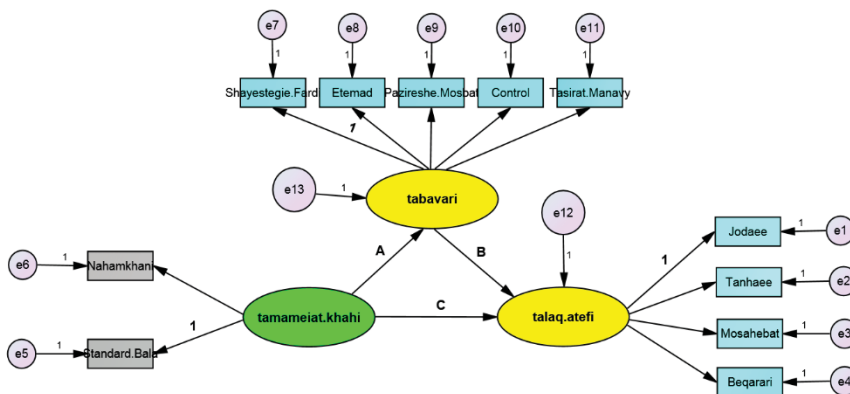 e7
e8
e9
e10
e11
1
1
1
1
1
Shayestegie.Fardi
Etemad
Pazireshe.Mosbat
Control
Tasirat.Manavy
1
e13
1
tabavari
e12
1
e6
1
Nahamkhani
A
B
Jodaee
1
e1
1
Tanhaee
1
e2
tamameiat.khahi
C
talaq.atefi
Mosahebat
1
e3
1
e5
1
Standard.Bala
Beqarari
1
e4